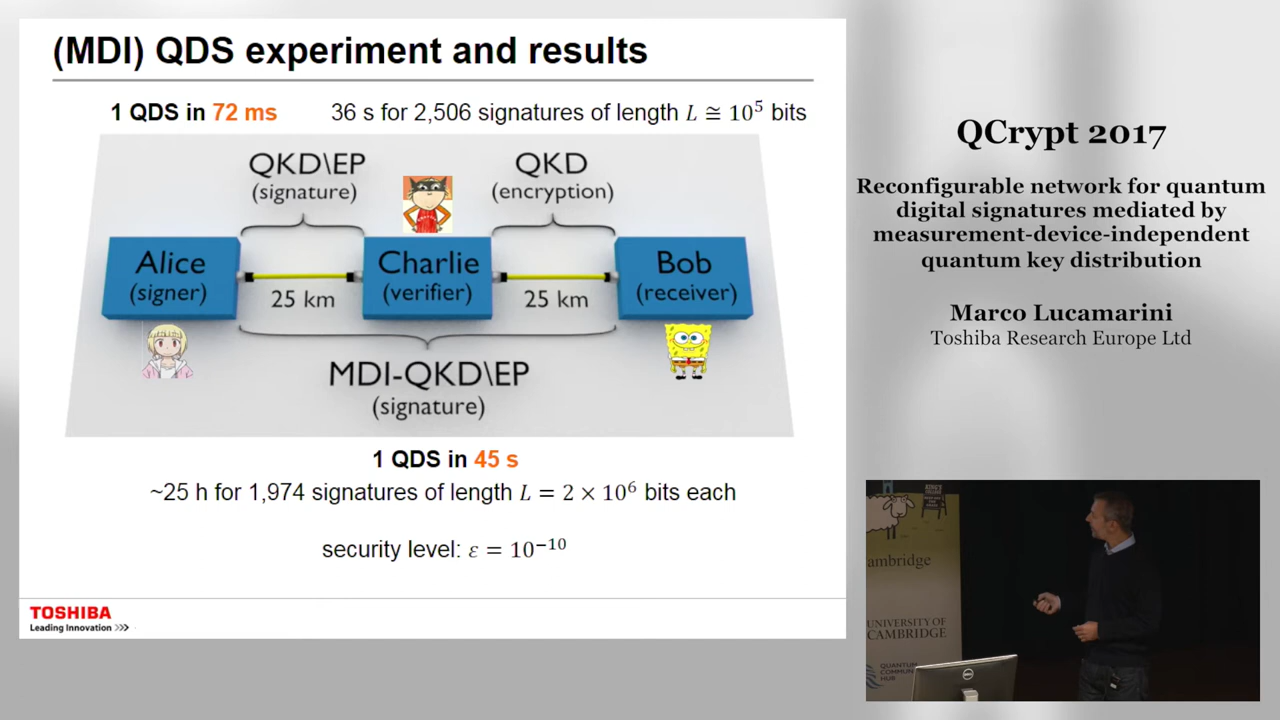 (MDI) QDS experiment and results
1 QDS in 72 ms
36 s for 2,506 signatures of length L ≅ 10⁵ bits
QKD\EP
(signature)
QKD
(encryption)
Alice
(signer)
25 km
Charlie
(verifier)
25 km
Bob
(receiver)
MDI-QKD\EP
(signature)
1 QDS in 45 s
~25 h for 1,974 signatures of length L = 2 × 10⁶ bits each
security level: ε = 10⁻¹⁰
TOSHIBA
Leading Innovation >>>
QCrypt 2017
Reconfigurable network for quantum
digital signatures mediated by
measurement-device-independent
quantum key distribution
Marco Lucamarini
Toshiba Research Europe Ltd
ambridge
UNIVERSITY OF
CAMBRIDGE
QUANTUM
COMMUN
HUB